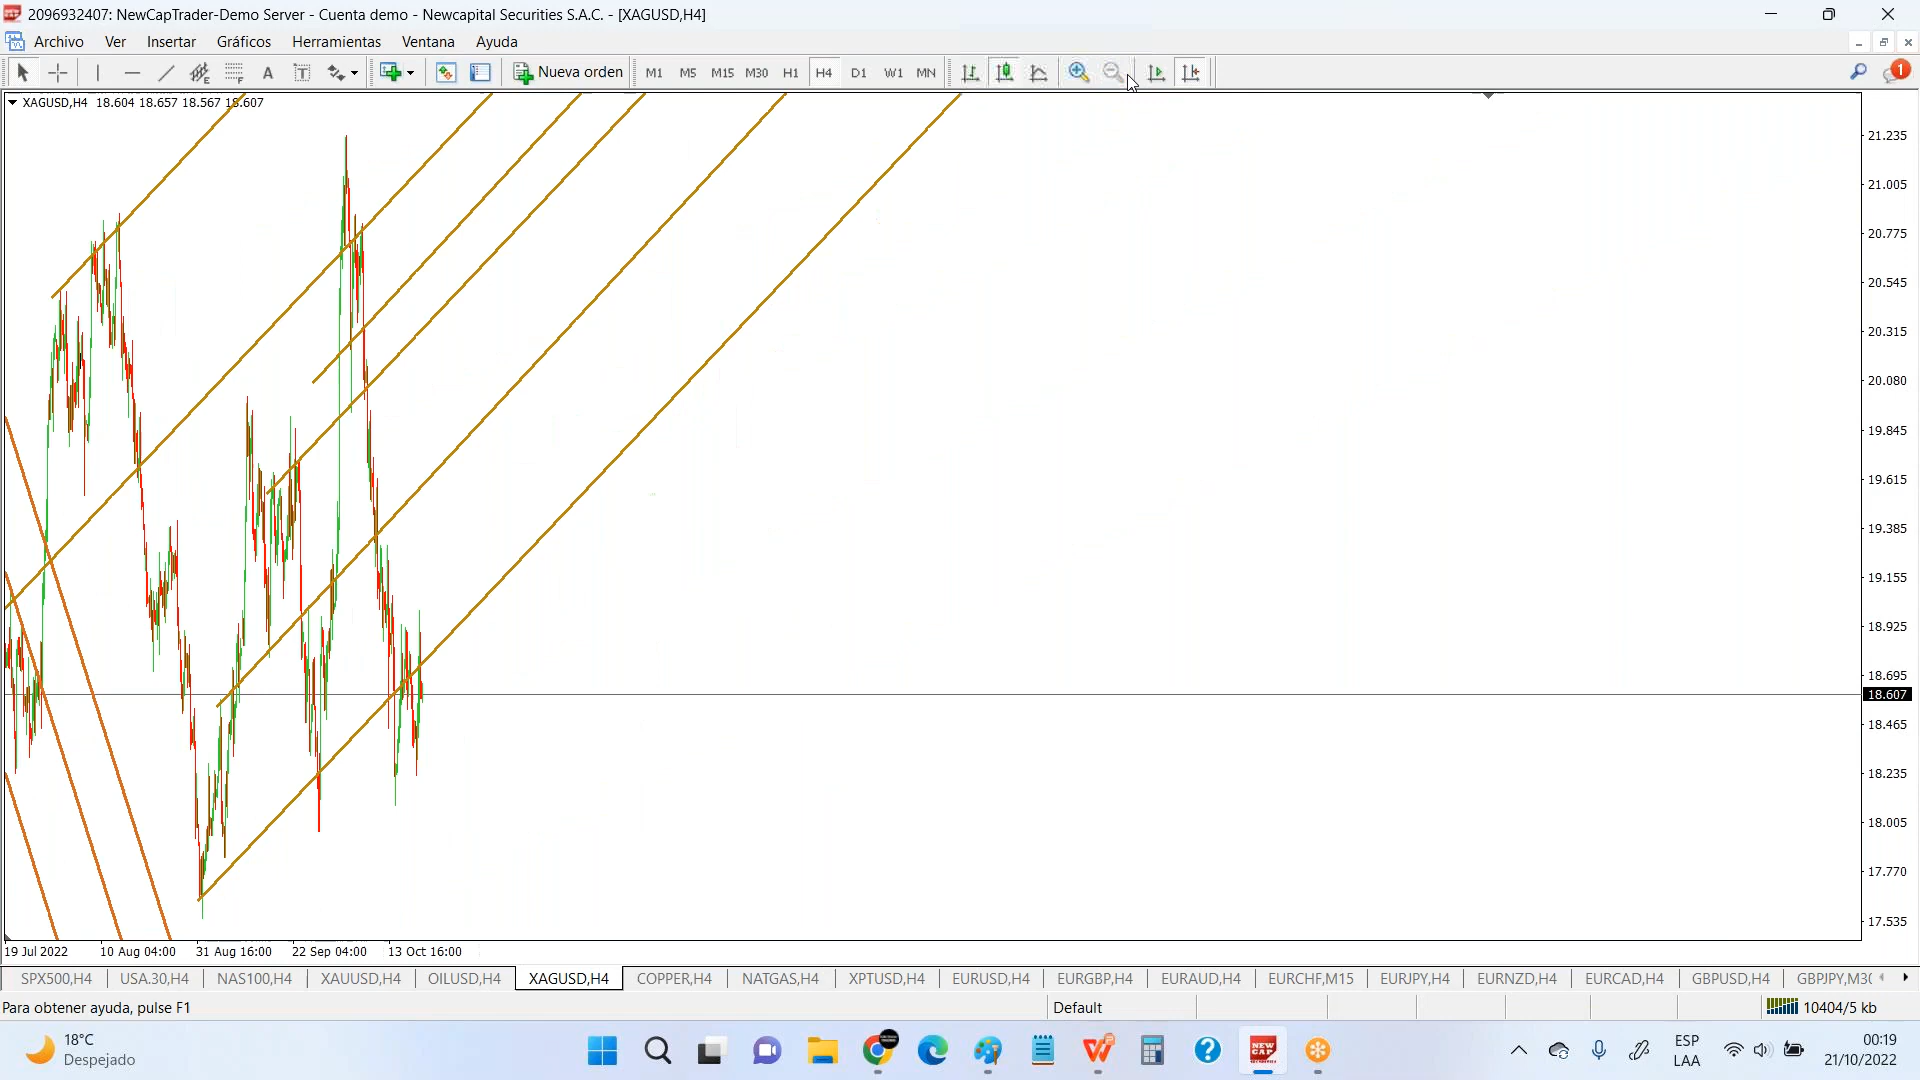 2096932407: NewCapTrader-Demo Server - Cuenta demo - Newcapital Securities S.A.C. - [XAGUSD,H4]
Archivo Ver Insertar Gráficos Herramientas Ventana Ayuda
A T E F Nueva orden M1 M5 M15 M30 H1 H4 D1 W1 MN 1
XAGUSD,H4 18.604 18.657 18.567 18.607
21.235
21.005
20.775
20.545
20.315
20.080
19.845
19.615
19.385
19.155
18.925
18.695
18.607
18.465
18.235
18.005
17.770
17.535
19 Jul 2022 10 Aug 04:00 31 Aug 16:00 22 Sep 04:00 13 Oct 16:00
SPX500,H4 USA.30,H4 NAS100,H4 XAUUSD,H4 OILUSD,H4 XAGUSD,H4 COPPER,H4 NATGAS,H4 XPTUSD,H4 EURUSD,H4 EURGBP,H4 EURAUD,H4 EURCHF,M15 EURJPY,H4 EURNZD,H4 EURCAD,H4 GBPUSD,H4 GBPJPY,M3
Para obtener ayuda, pulse F1 Default 10404/5 kb
18°C
Despejado
NEW CAP
ESP
LAA
00:19
21/10/2022